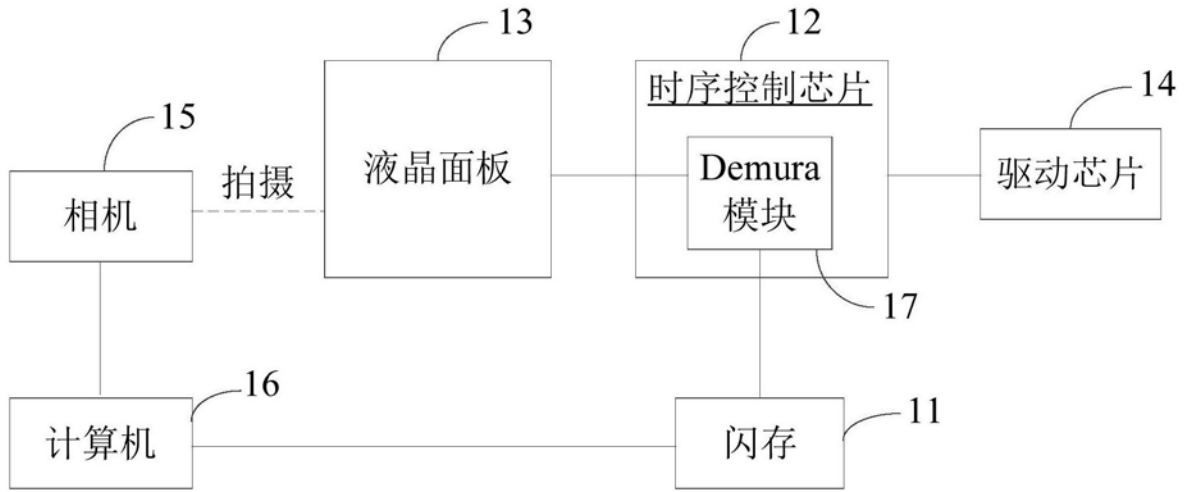 13
12
14
15
时序控制芯片
液晶面板
Demura
模块
驱动芯片
拍摄
相机
17
16
11
计算机
闪存